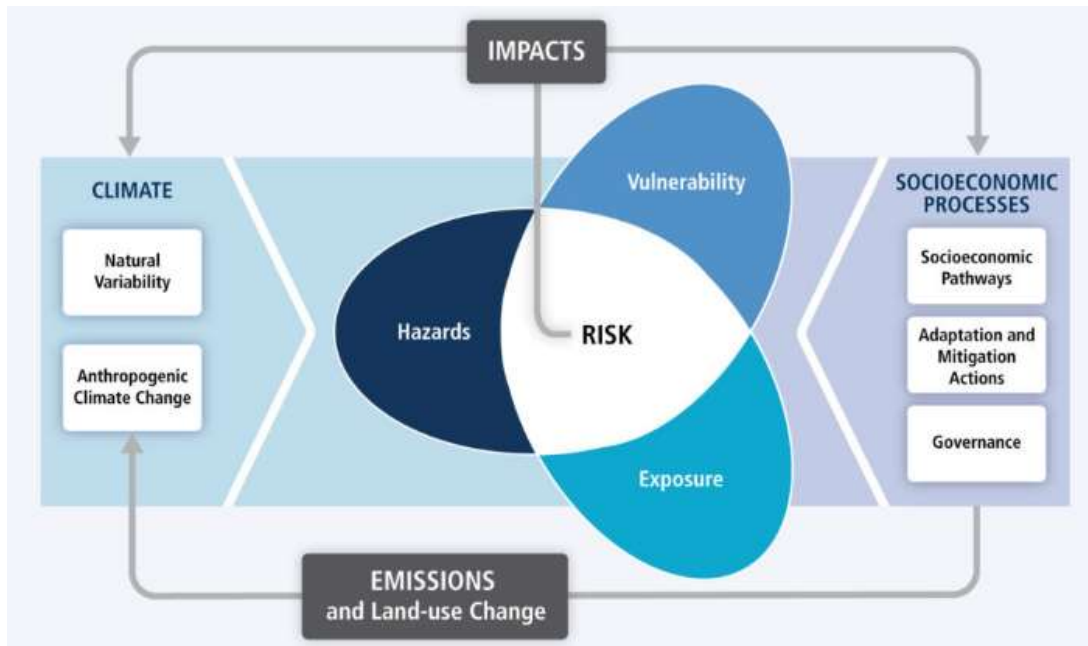 IMPACTS
CLIMATE
Natural
Variability
Anthropogenic
Climate Change
Vulnerability
Hazards
RISK
Exposure
SOCIOECONOMIC
PROCESSES
Socioeconomic
Pathways
Adaptation and
Mitigation
Actions
Governance
EMISSIONS
and Land-use Change